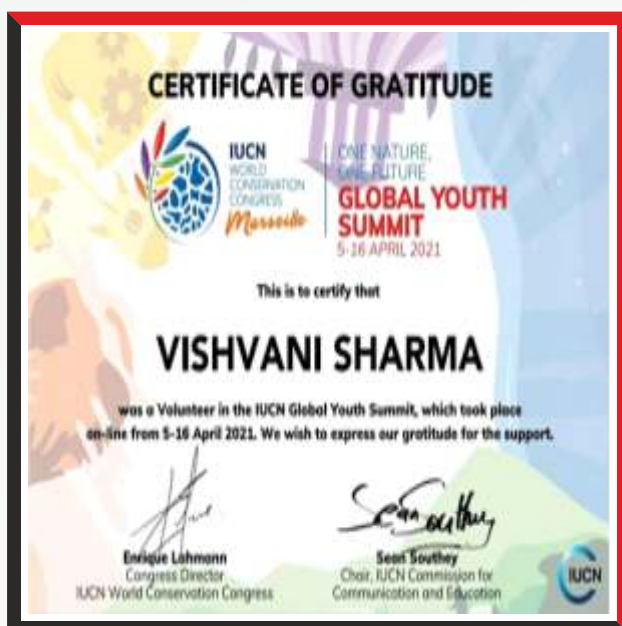 CERTIFICATE OF GRATITUDE
IUCN
WORLD
CONSERVATION
CONGRESS
Marseille
ONE NATURE,
ONE FUTURE
GLOBAL YOUTH
SUMMIT
5-16 APRIL 2021
This is to certify that
VISHVANI SHARMA
was a Volunteer in the IUCN Global Youth Summit, which took place
on-line from 5-16 April 2021. We wish to express our gratitude for the support.
Sean Southey
Enrique Lahmann
Congress Director
IUCN World Conservation Congress
Sean Southey
Chair, IUCN Commission for
Communication and Education
IUCN